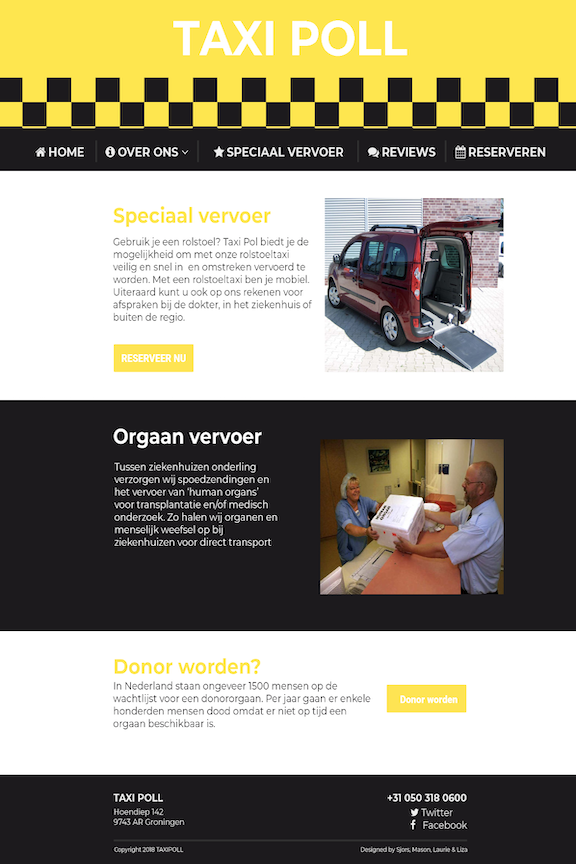 TAXI POLL
HOME
OVER ONS
SPECIAAL VERVOER
REVIEWS
RESERVEREN
Speciaal vervoer
Gebruik je een rolstoel? Taxi Pol biedt je de
mogelijkheid om met onze rolstoeltaxi
veilig en snel in en omstreken vervoerd te
worden. Met een rolstoeltaxi ben je mobiel.
Uiteraard kunt u ook op ons rekenen voor
afspraken bij de dokter, in het ziekenhuis of
buiten de regio.
RESERVEER NU
Orgaan vervoer
Tussen ziekenhuizen onderling
verzorgen wij spoedzendingen en
het vervoer van ‘human organs’
voor transplantatie en/of medisch
onderzoek. Zo halen wij organen en
menselijk weefsel op bij
ziekenhuizen voor direct transport
Donor worden?
In Nederland staan ongeveer 1500 mensen op de
wachtlijst voor een donororgaan. Per jaar gaan er enkele
honderden mensen dood omdat er niet op tijd een
orgaan beschikbaar is.
Donor worden
TAXI POLL
Hoendiep 142
9743 AR Groningen
+31 050 318 0600
Twitter
Facebook
Copyright 2018 TAXIPOLL
Designed by Sjors, Mason, Laurie & Liza